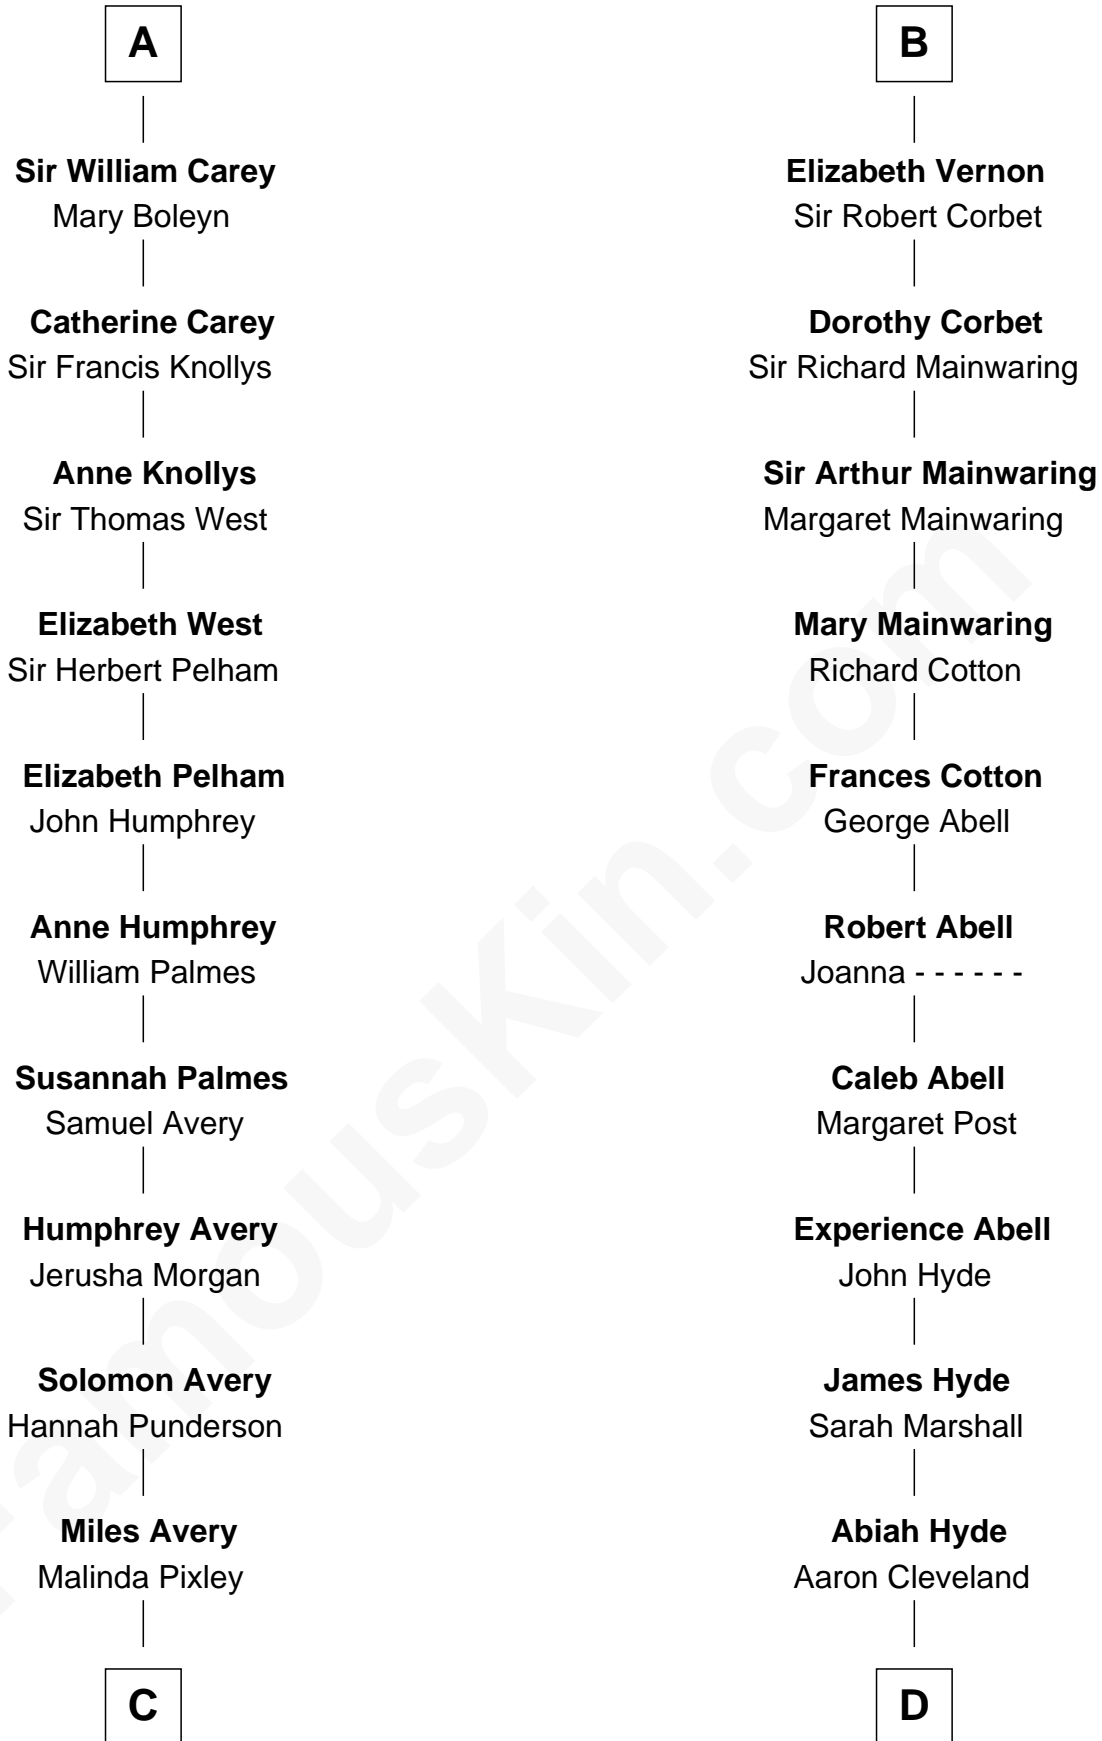 A
Sir William Carey
Mary Boleyn
Catherine Carey
Sir Francis Knollys
Anne Knollys
Sir Thomas West
Elizabeth West
Sir Herbert Pelham
Elizabeth Pelham
John Humphrey
Anne Humphrey
William Palmes
Susannah Palmes
Samuel Avery
Humphrey Avery
Jerusha Morgan
Solomon Avery
Hannah Punderson
Miles Avery
Malinda Pixley
C
B
Elizabeth Vernon
Sir Robert Corbet
Dorothy Corbet
Sir Richard Mainwaring
Sir Arthur Mainwaring
Margaret Mainwaring
Mary Mainwaring
Richard Cotton
Frances Cotton
George Abell
Robert Abell
Joanna - - - - - -
Caleb Abell
Margaret Post
Experience Abell
John Hyde
James Hyde
Sarah Marshall
Abiah Hyde
Aaron Cleveland
D
FamousKin.com